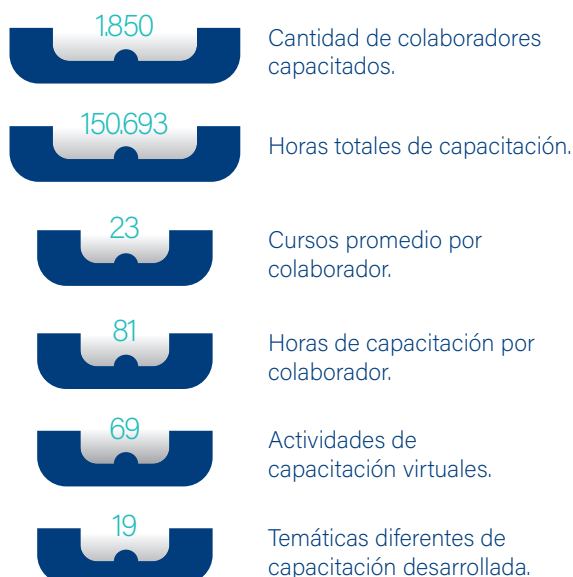 1.850
Cantidad de colaboradores
capacitados.
150.693
Horas totales de capacitación.
23
Cursos promedio por
colaborador.
81
Horas de capacitación por
colaborador.
69
Actividades de
capacitación virtuales.
19
Temáticas diferentes de
capacitación desarrollada.